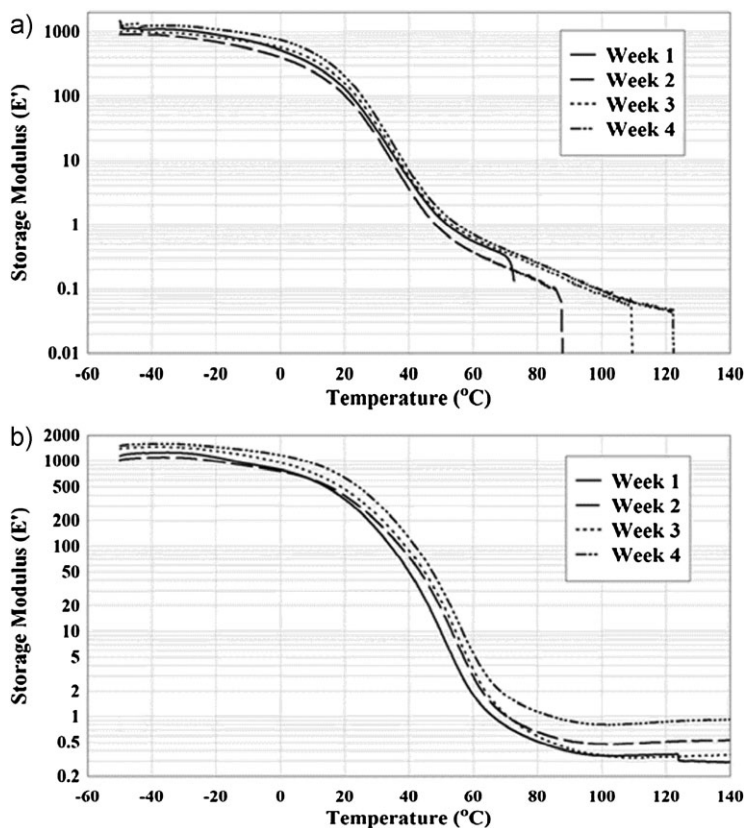 a)
Storage Modulus (E')
1000
100
10
1
0.1
0.01
Week 1
Week 2
Week 3
Week 4
-60 -40 -20 0 20 40 60 80 100 120 140
Temperature (°C)
b)
Storage Modulus (E')
2000
1000
500
200
100
50
20
10
5
2
1
0.5
0.2
Week 1
Week 2
Week 3
Week 4
-60 -40 -20 0 20 40 60 80 100 120 140
Temperature (°C)